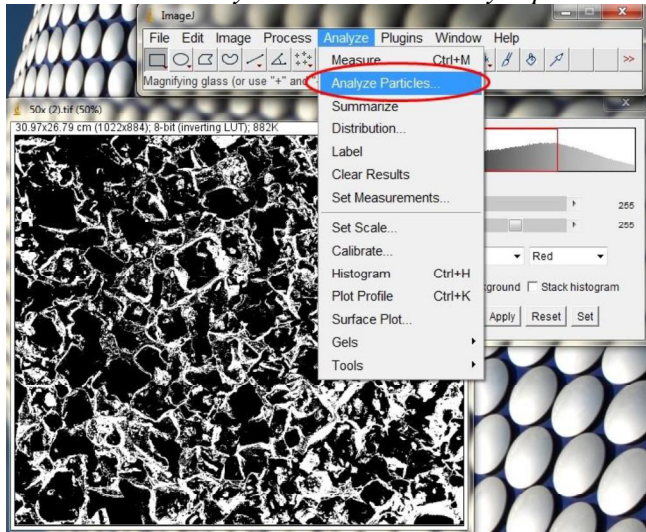 ImageJ
File Edit Image Process Analyze Plugins Window Help
Magnifying glass (or use "+" and
>>
Measure... Ctrl+M
Analyze Particles...
Summarize
Distribution...
Label
Clear Results
Set Measurements...
Set Scale...
Calibrate...
Histogram Ctrl+H
Plot Profile Ctrl+K
Surface Plot...
Gels
Tools
50x (2).tif (50%)
30.97x26.79 cm (1022x884); 8-bit (inverting LUT); 882K
255
255
Red
ground Stack histogram
Apply Reset Set